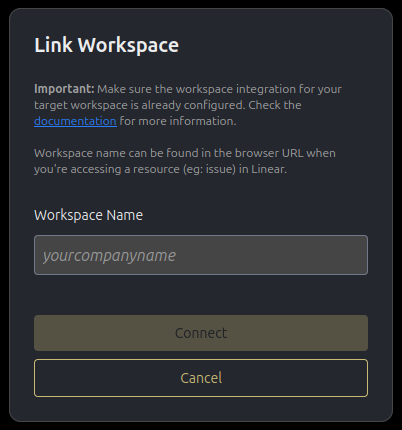 Link Workspace
Important: Make sure the workspace integration for your
target workspace is already configured. Check the
documentation for more information.
Workspace name can be found in the browser URL when
you're accessing a resource (eg: issue) in Linear.
Workspace Name
yourcompanyname
Connect
Cancel